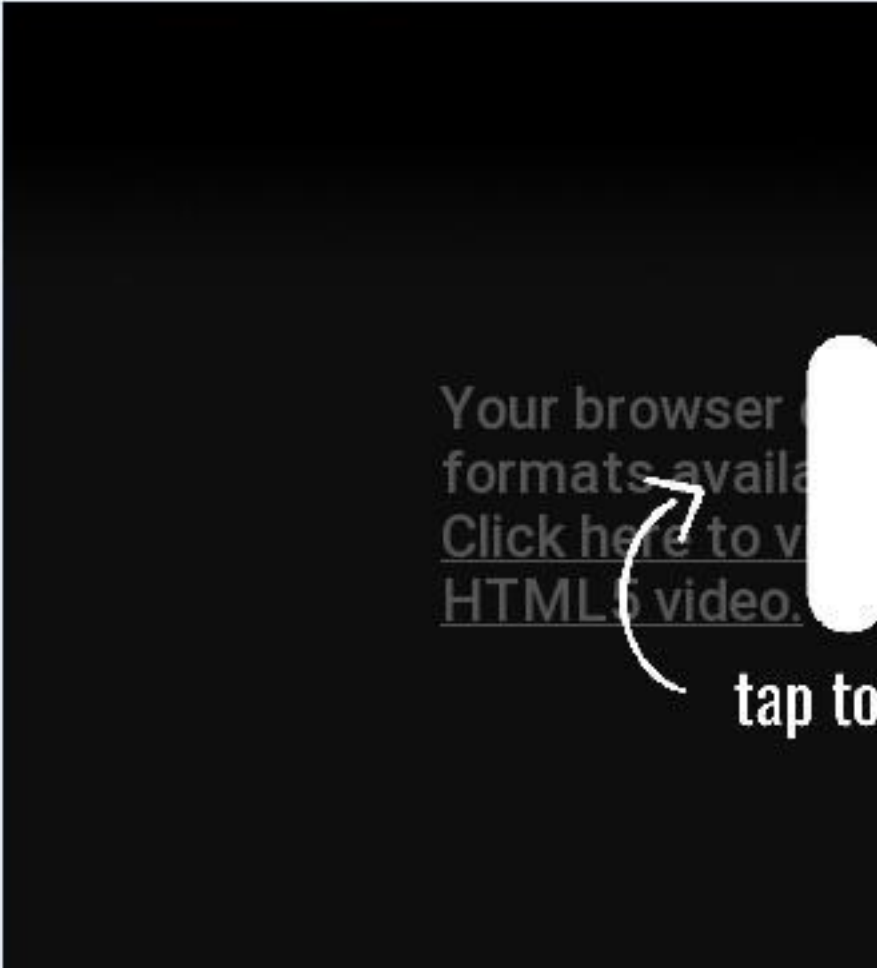 Your browser
formats availa
Click here to v
HTML5 video.
tap to